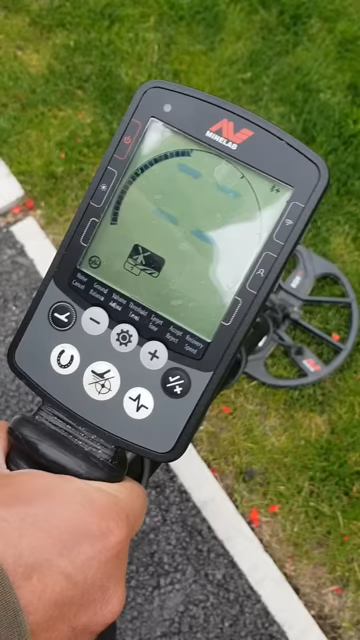 MINELAB
Noise Cancel
Ground Balance
Volume Adjust
Threshold Level
Target Tone
Accept Reject
Recovery Speed